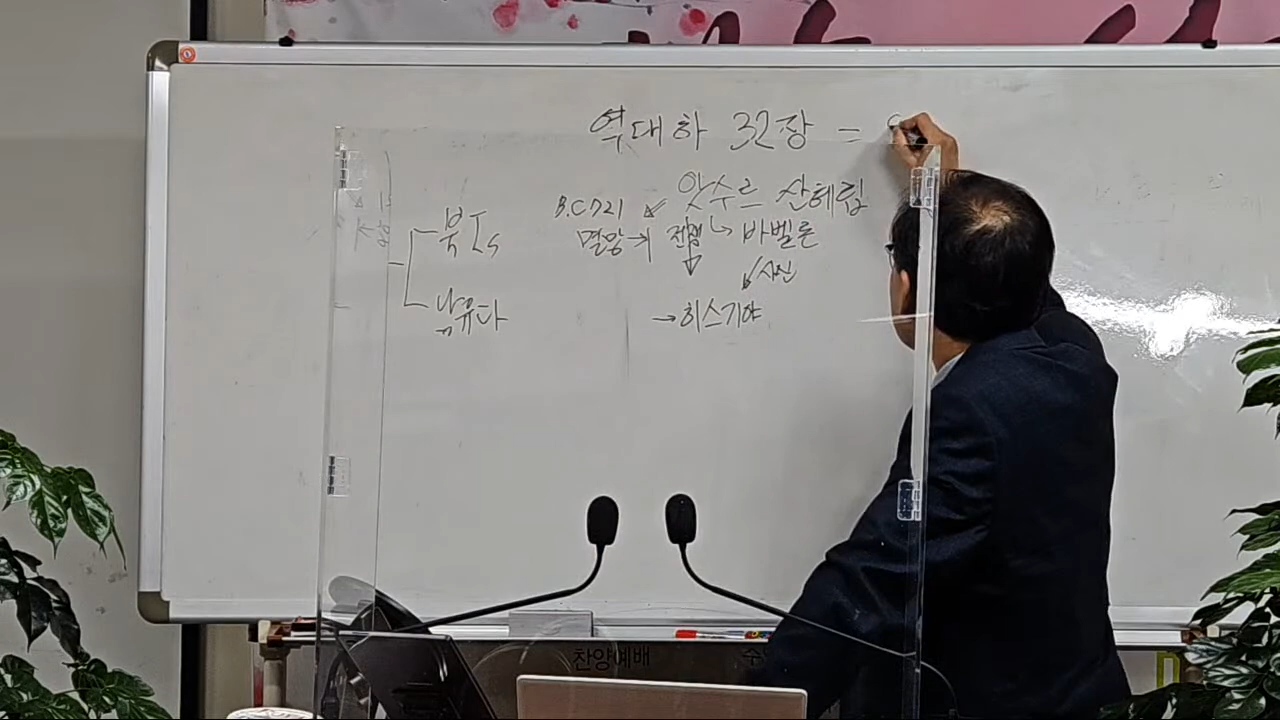 역대하 32장 =
앗수르 산헤립
B.C 721
북 Is
멸망 → 전쟁 → 바벨론
사신
남유다
→ 히스기야
찬양예배